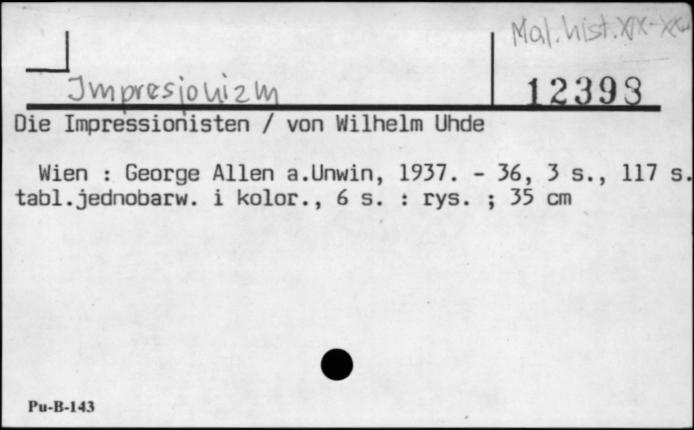 Mal. hist. XIX-XX w
Impresjonizm
12398
Die Impressionisten / von Wilhelm Uhde
Wien : George Allen a.Unwin, 1937. - 36, 3 s., 117 s.
tabl.jednobarw. i kolor., 6 s. : rys. ; 35 cm
Pu-B-143